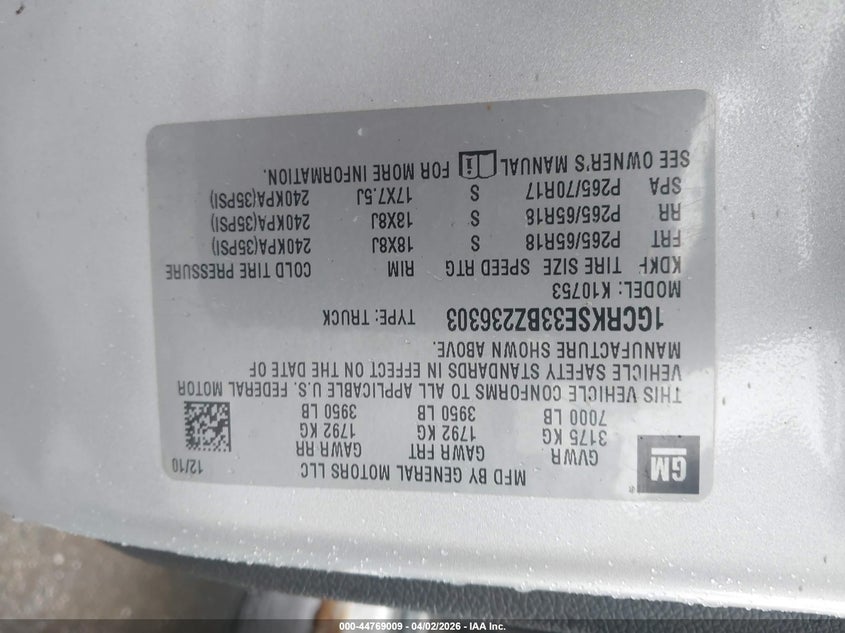 MFD BY GENERAL MOTORS LLC 12/10
GM ®
GVWR GAWR FRT GAWR RR
3175 KG 1792 KG 1792 KG
7000 LB 3950 LB 3950 LB
THIS VEHICLE CONFORMS TO ALL APPLICABLE U.S. FEDERAL MOTOR
VEHICLE SAFETY STANDARDS IN EFFECT ON THE DATE OF
MANUFACTURE SHOWN ABOVE.
1GCRKSE33BZ236303 TYPE: TRUCK
MODEL: K10753
KDKF TIRE SIZE SPEED RTG RIM COLD TIRE PRESSURE
FRT P265/65R18 S 18X8J 240KPA(35PSI)
RR P265/65R18 S 18X8J 240KPA(35PSI)
SPA P265/70R17 S 17X7.5J 240KPA(35PSI)
SEE OWNER'S MANUAL FOR MORE INFORMATION.
000-44769009 - 04/02/2026 - IAA Inc.